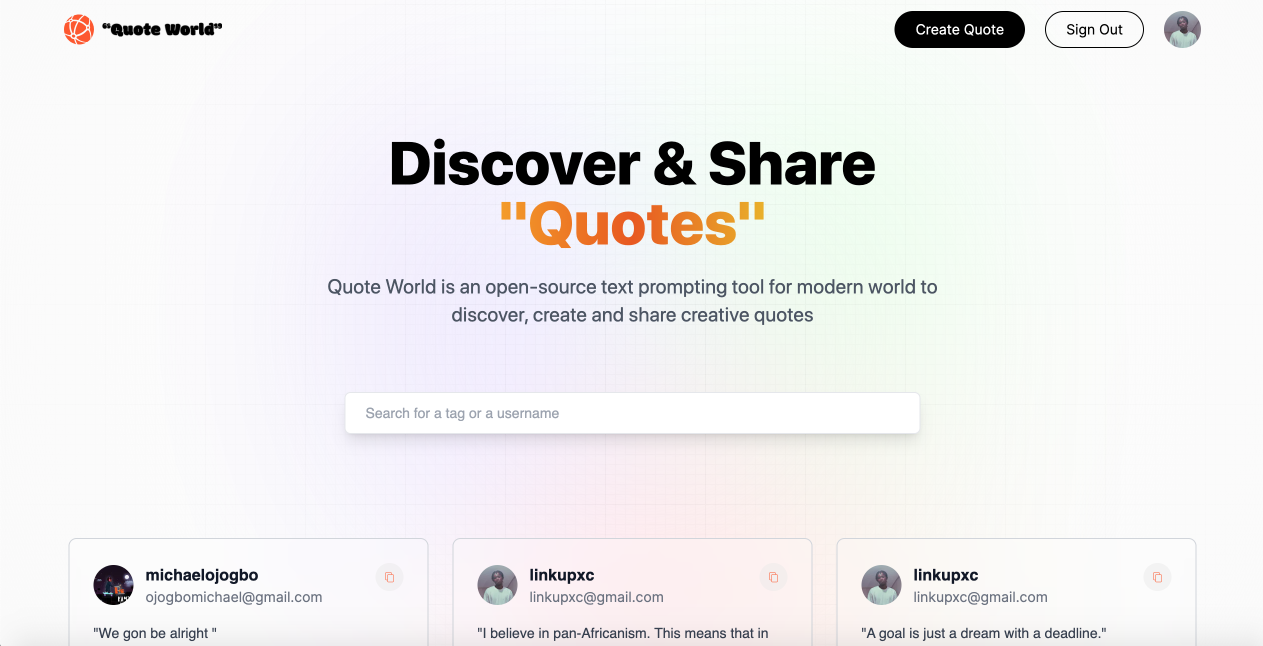 “Quote World”
Create Quote
Sign Out
Discover & Share
"Quotes"
Quote World is an open-source text prompting tool for modern world to
discover, create and share creative quotes
Search for a tag or a username
michaelojogbo
ojogbomichael@gmail.com
"We gon be alright "
linkupxc
linkupxc@gmail.com
"I believe in pan-Africanism. This means that in
linkupxc
linkupxc@gmail.com
"A goal is just a dream with a deadline."